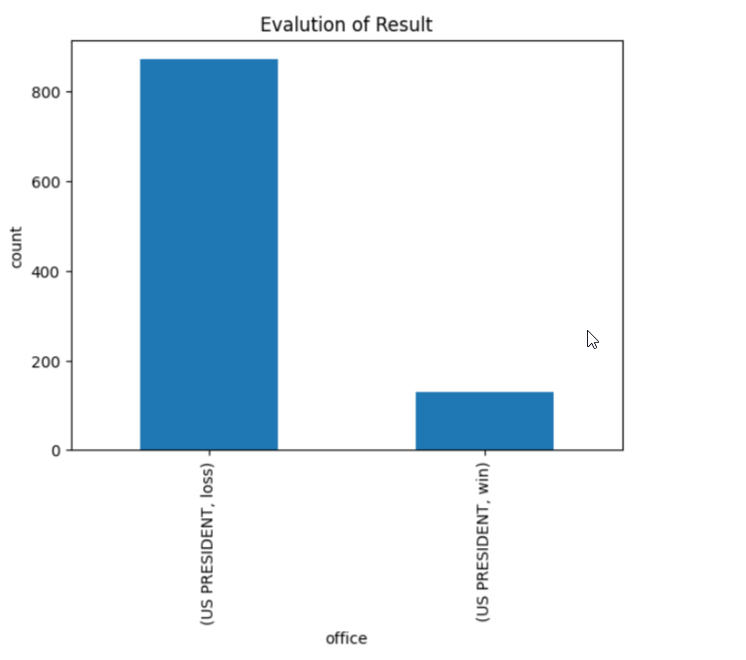 Evalution of Result
800
600
400
200
0
count
(US PRESIDENT, loss)
(US PRESIDENT, win)
office